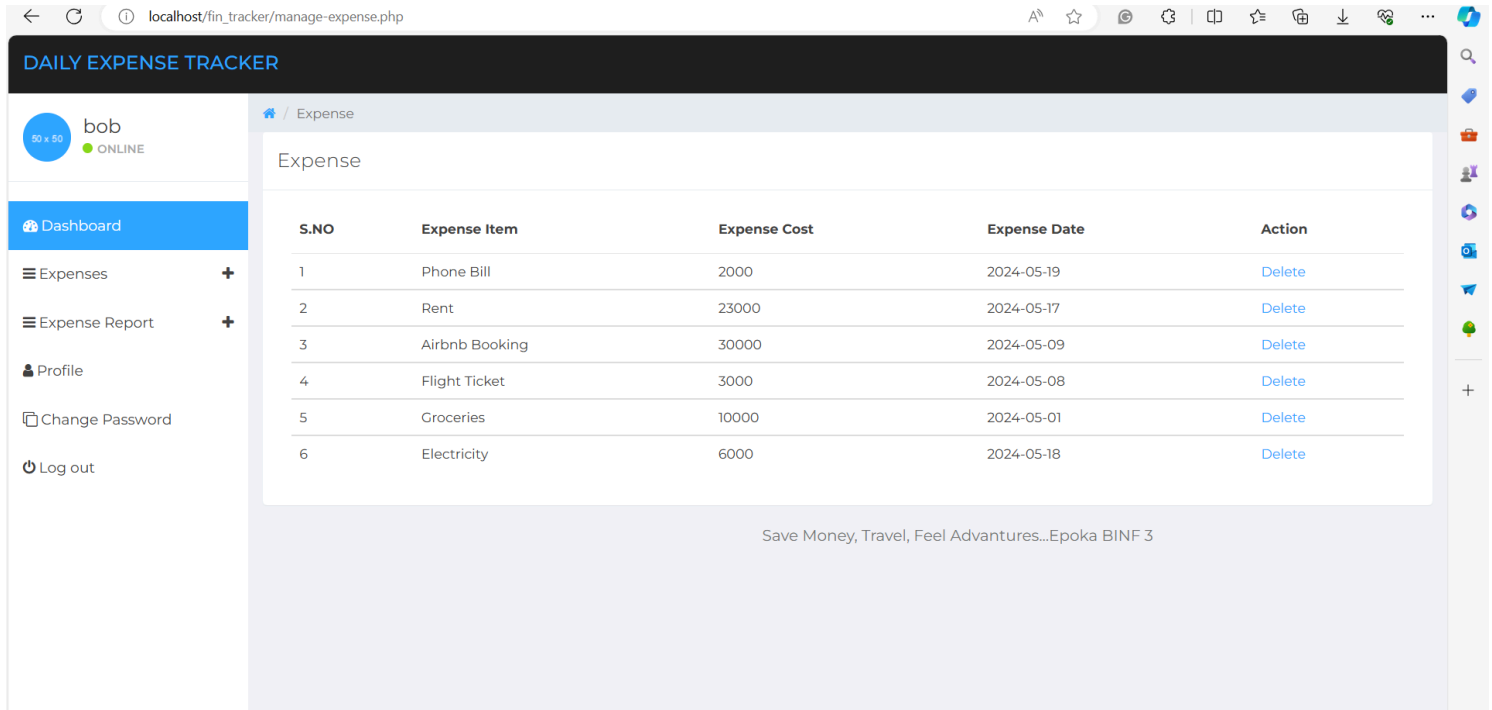 localhost/fin_tracker/manage-expense.php
DAILY EXPENSE TRACKER
50 x 50
bob
ONLINE
Dashboard
Expenses
Expense Report
Profile
Change Password
Log out
/ Expense
Expense
S.NO Expense Item Expense Cost Expense Date Action
1 Phone Bill 2000 2024-05-19 Delete
2 Rent 23000 2024-05-17 Delete
3 Airbnb Booking 30000 2024-05-09 Delete
4 Flight Ticket 3000 2024-05-08 Delete
5 Groceries 10000 2024-05-01 Delete
6 Electricity 6000 2024-05-18 Delete
Save Money, Travel, Feel Advantures...Epoka BINF 3